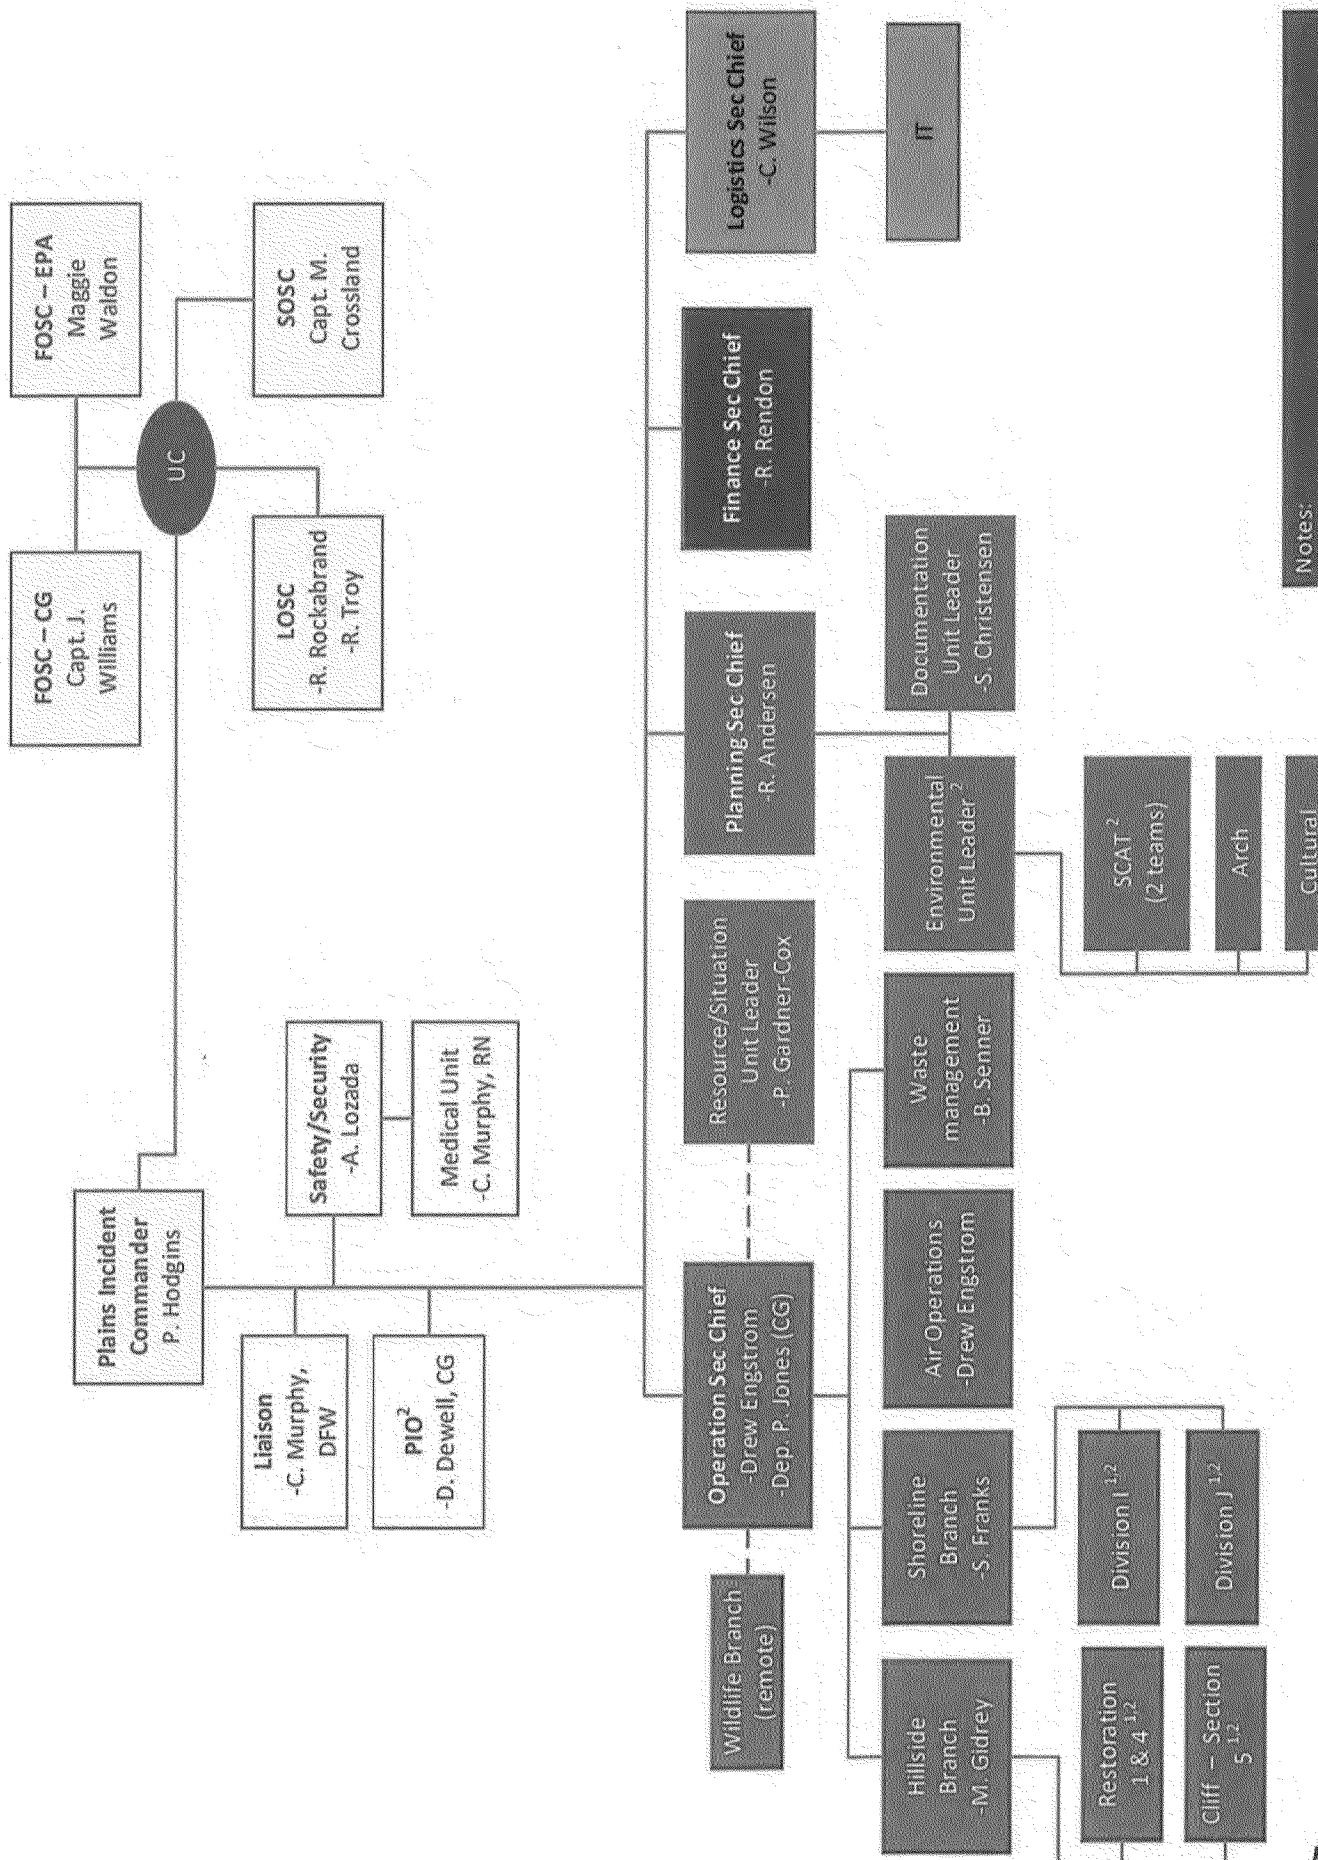 FOSC – CG
Capt. J.
Williams
FOSC – EPA
Maggie
Waldon
UC
LOSC
-R. Rockabrand
-R. Troy
SOSC
Capt. M.
Crossland
Plains Incident
Commander
P. Hodgins
Liaison
-C. Murphy,
DFW
PIO²
-D. Dewell, CG
Safety/Security
-A. Lozada
Medical Unit
-C. Murphy, RN
Wildlife Branch
(remote)
Operation Sec Chief
-Drew Engstrom
-Dep. P. Jones (CG)
Resource/Situation
Unit Leader
-P. Gardner-Cox
Planning Sec Chief
-R. Andersen
Finance Sec Chief
-R. Rendon
Logistics Sec Chief
-C. Wilson
Hillside
Branch
-M. Gidrey
Shoreline
Branch
-S. Franks
Air Operations
-Drew Engstrom
Waste
management
-B. Senner
Environmental
Unit Leader ²
Documentation
Unit Leader
-S. Christensen
IT
Restoration
1 & 4 ¹,²
Cliff – Section
5 ¹,²
Division I ¹,²
Division J ¹,²
SCAT ²
(2 teams)
Arch
Cultural
Notes: